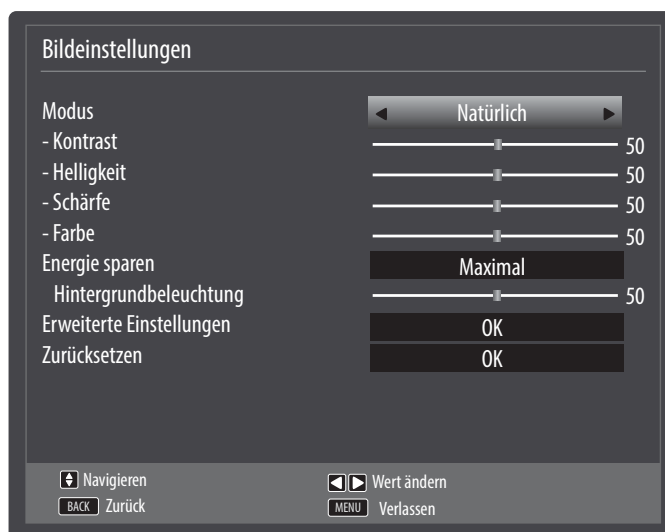 Bildeinstellungen
Modus Natürlich
- Kontrast 50
- Helligkeit 50
- Schärfe 50
- Farbe 50
Energie sparen Maximal
Hintergrundbeleuchtung 50
Erweiterte Einstellungen OK
Zurücksetzen OK
Navigieren Wert ändern
BACK Zurück MENU Verlassen